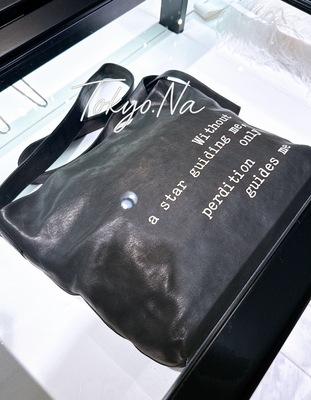 Tokyo.Na
Without
a star guiding me,
only
perdition
guides me